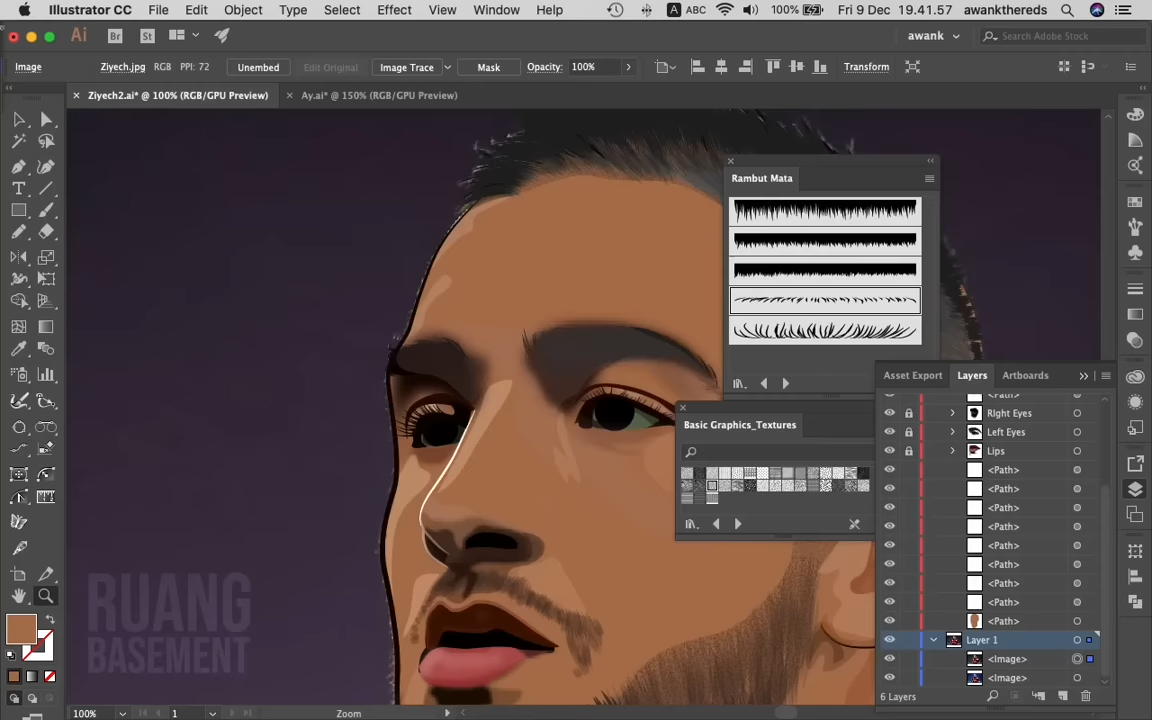 Illustrator CC File Edit Object Type Select Effect View Window Help A ABC 100% Fri 9 Dec 19.41.57 awankthereds
Ai Br St awank Search Adobe Stock
Image Ziyech.jpg RGB PPI: 72 Unembed Edit Original Image Trace Mask Opacity: 100% Transform
Ziyech2.ai* @ 100% (RGB/GPU Preview) Ay.ai* @ 150% (RGB/GPU Preview)
Rambut Mata
Asset Export Layers Artboards
<Path>
RIght Eyes
Left Eyes
Lips
<Path>
<Path>
<Path>
<Path>
<Path>
<Path>
<Path>
<Path>
<Path>
Layer 1
<Image>
<Image>
6 Layers
Basic Graphics_Textures
RUANG
BASEMENT
100% 1 Zoom